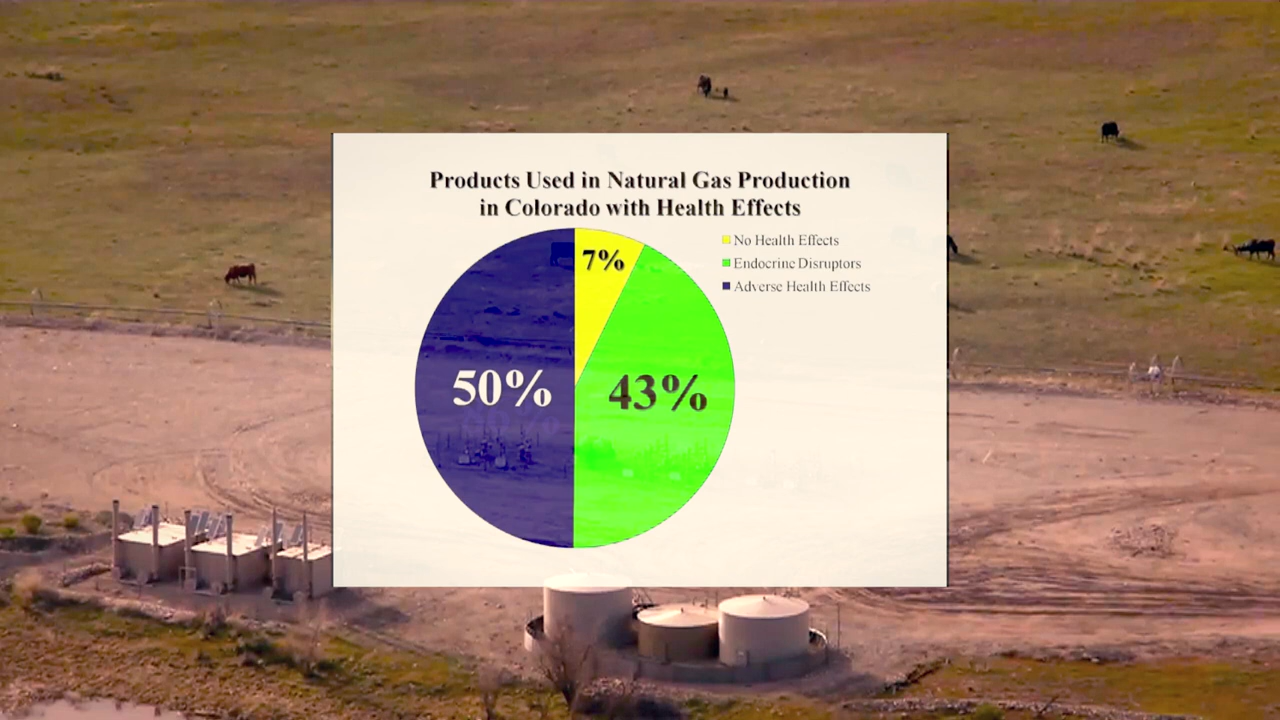 Products Used in Natural Gas Production
in Colorado with Health Effects
No Health Effects
Endocrine Disruptors
Adverse Health Effects
7%
50%
43%